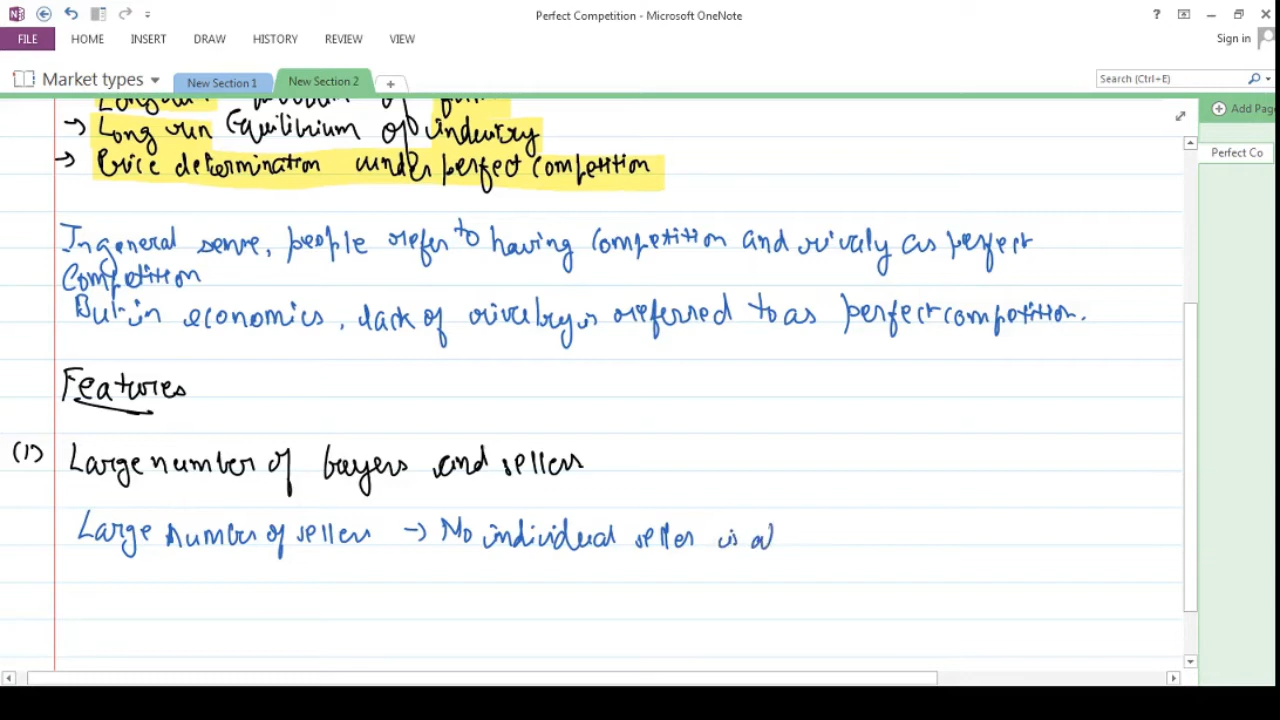 Perfect Competition - Microsoft OneNote
FILE HOME INSERT DRAW HISTORY REVIEW VIEW
Sign in
Market types New Section 1 New Section 2
Search (Ctrl+E)
Add Pag
Perfect Co
→ Long run Equilibrium of industry
→ Price determination under perfect competition
In general sense, people refer to having competition and rivalry as perfect
Competition
But in economics, lack of rivalry is referred to as perfect competition.
Features
(1) Large number of buyers and sellers
Large number of sellers → No individual seller is